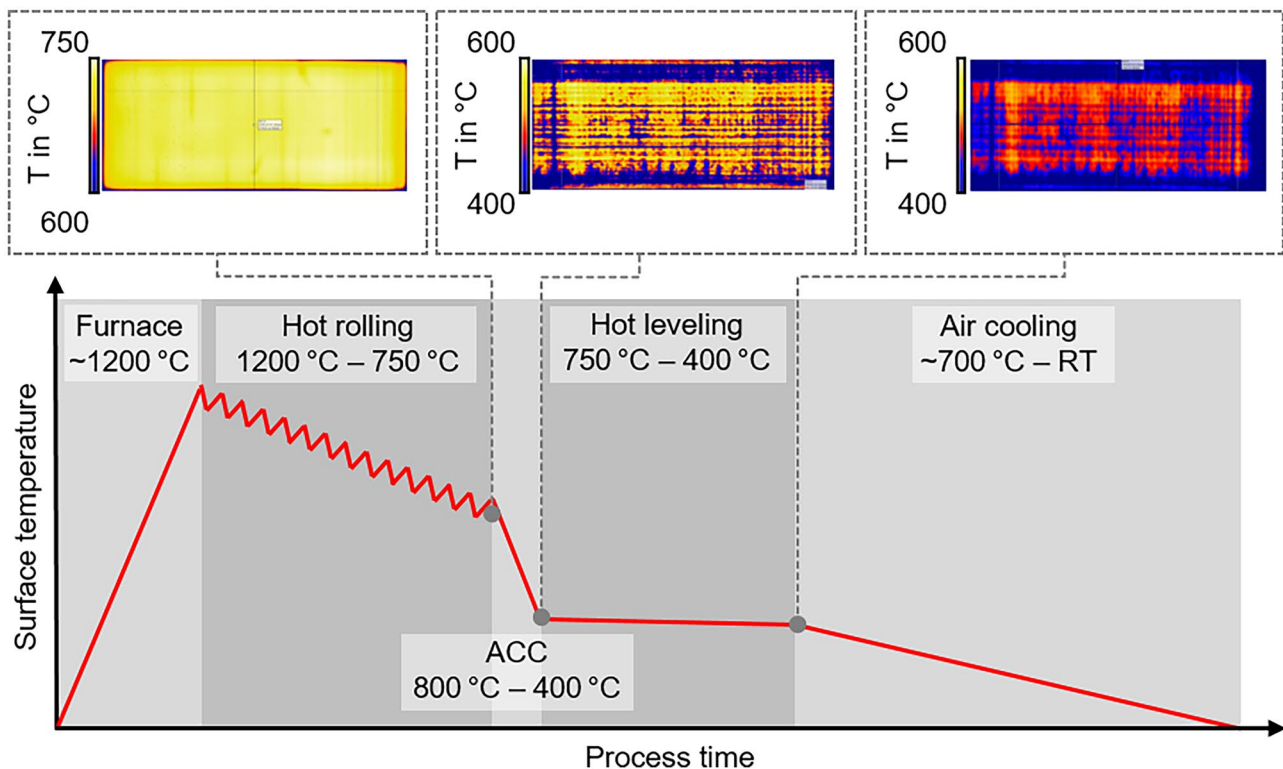 750
T in °C
600
600
T in °C
400
600
T in °C
400
Furnace
~1200 °C
Hot rolling
1200 °C – 750 °C
Hot leveling
750 °C – 400 °C
Air cooling
~700 °C – RT
ACC
800 °C – 400 °C
Surface temperature
Process time